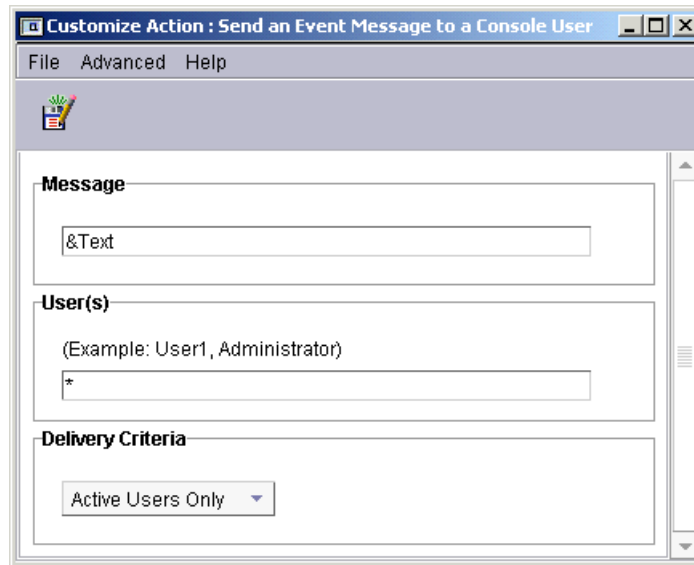 Customize Action : Send an Event Message to a Console User
File Advanced Help
Message
&Text
User(s)
(Example: User1, Administrator)
*
Delivery Criteria
Active Users Only